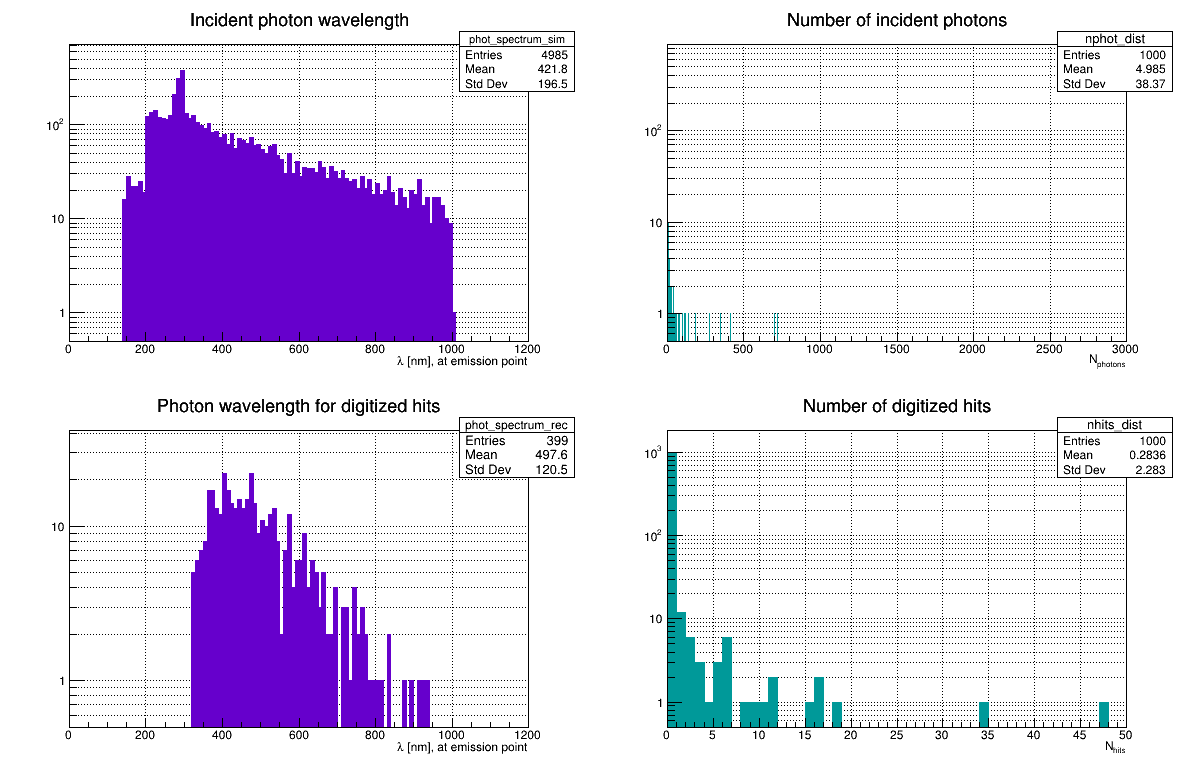 Incident photon wavelength
phot_spectrum_sim
Entries 4985
Mean 421.8
Std Dev 196.5
10²
10
1
0 200 400 600 800 1000 1200
λ [nm], at emission point
Number of incident photons
nphot_dist
Entries 1000
Mean 4.985
Std Dev 38.37
10²
10
1
0 500 1000 1500 2000 2500 3000
N_photons
Photon wavelength for digitized hits
phot_spectrum_rec
Entries 399
Mean 497.6
Std Dev 120.5
10
1
0 200 400 600 800 1000 1200
λ [nm], at emission point
Number of digitized hits
nhits_dist
Entries 1000
Mean 0.2836
Std Dev 2.283
10³
10²
10
1
0 5 10 15 20 25 30 35 40 45 50
N_hits